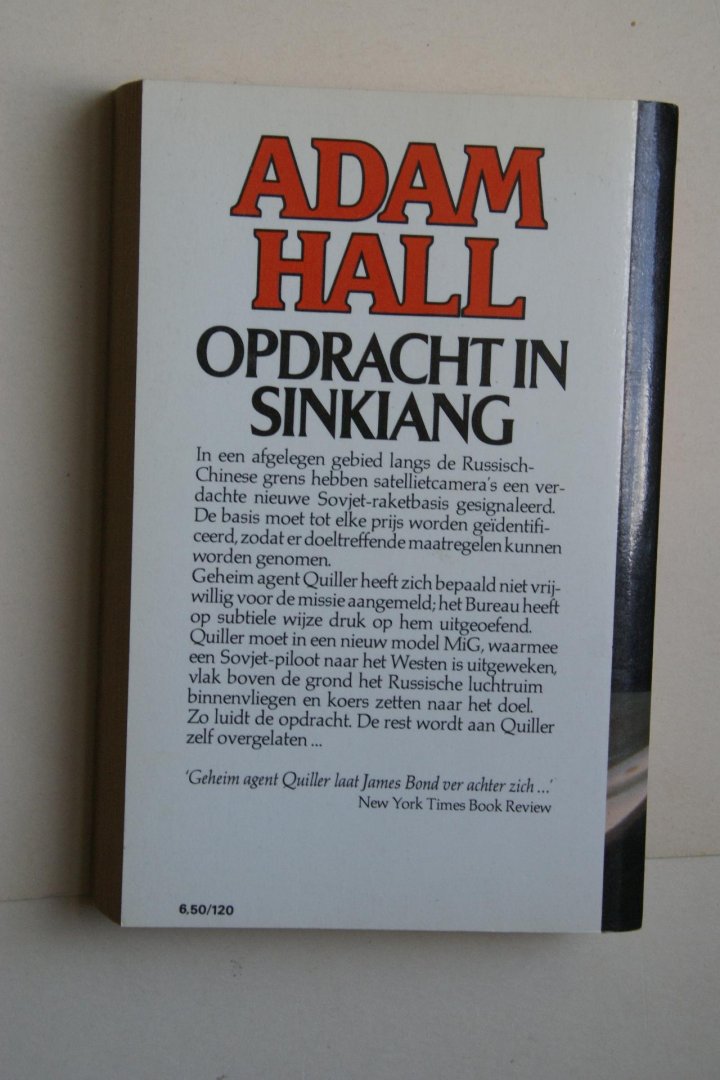 ADAM
HALL
OPDRACHT IN
SINKIANG
In een afgelegen gebied langs de Russisch-
Chinese grens hebben satellietcamera's een ver-
dachte nieuwe Sovjet-raketbasis gesignaleerd.
De basis moet tot elke prijs worden geïdentifi-
ceerd, zodat er doeltreffende maatregelen kunnen
worden genomen.
Geheim agent Quiller heeft zich bepaald niet vrij-
willig voor de missie aangemeld; het Bureau heeft
op subtiele wijze druk op hem uitgeoefend.
Quiller moet in een nieuw model MiG, waarmee
een Sovjet-piloot naar het Westen is uitgeweken,
vlak boven de grond het Russische luchtruim
binnenvliegen en koers zetten naar het doel.
Zo luidt de opdracht. De rest wordt aan Quiller
zelf overgelaten ...
'Geheim agent Quiller laat James Bond ver achter zich ...'
New York Times Book Review
6,50/120